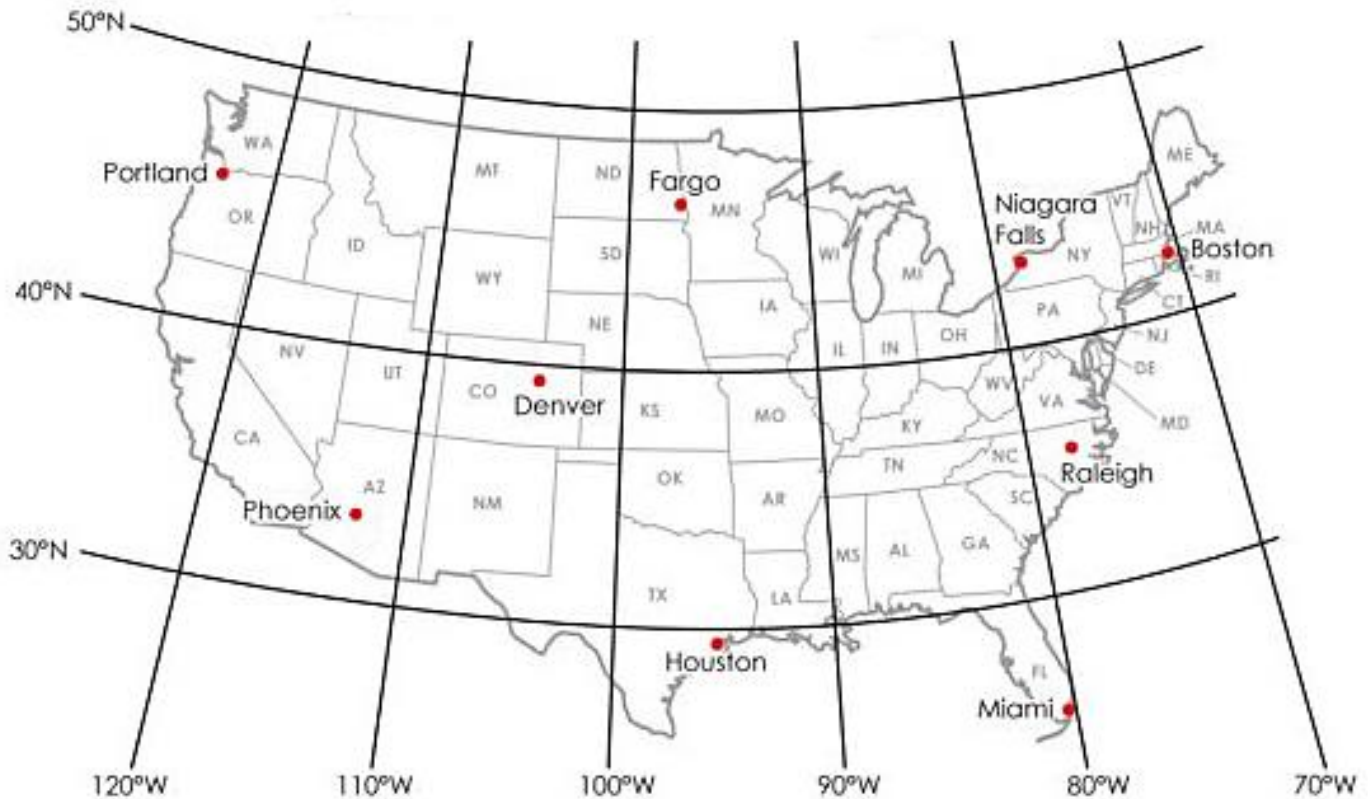 50°N
WA
ME
Portland
MT
ND
Fargo
VT
MN
Niagara
Falls
OR
NH
MA
ID
SD
WI
NY
Boston
MI
RI
WY
40°N
CT
IA
PA
NE
NJ
OH
NV
IL
IN
UT
DE
CO
WV
Denver
KS
VA
MO
MD
CA
KY
NC
TN
Raleigh
OK
AZ
AR
SC
NM
Phoenix
GA
30°N
MS
AL
TX
LA
Houston
FL
Miami
120°W
110°W
100°W
90°W
80°W
70°W